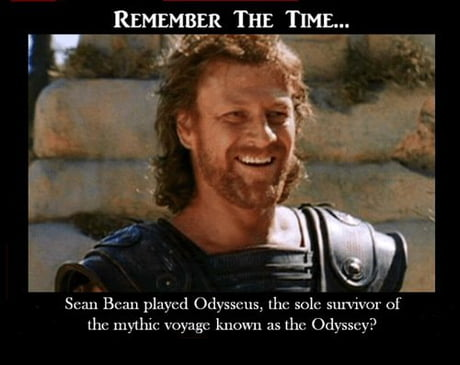 REMEMBER THE TIME...
Sean Bean played Odysseus, the sole survivor of
the mythic voyage known as the Odyssey?